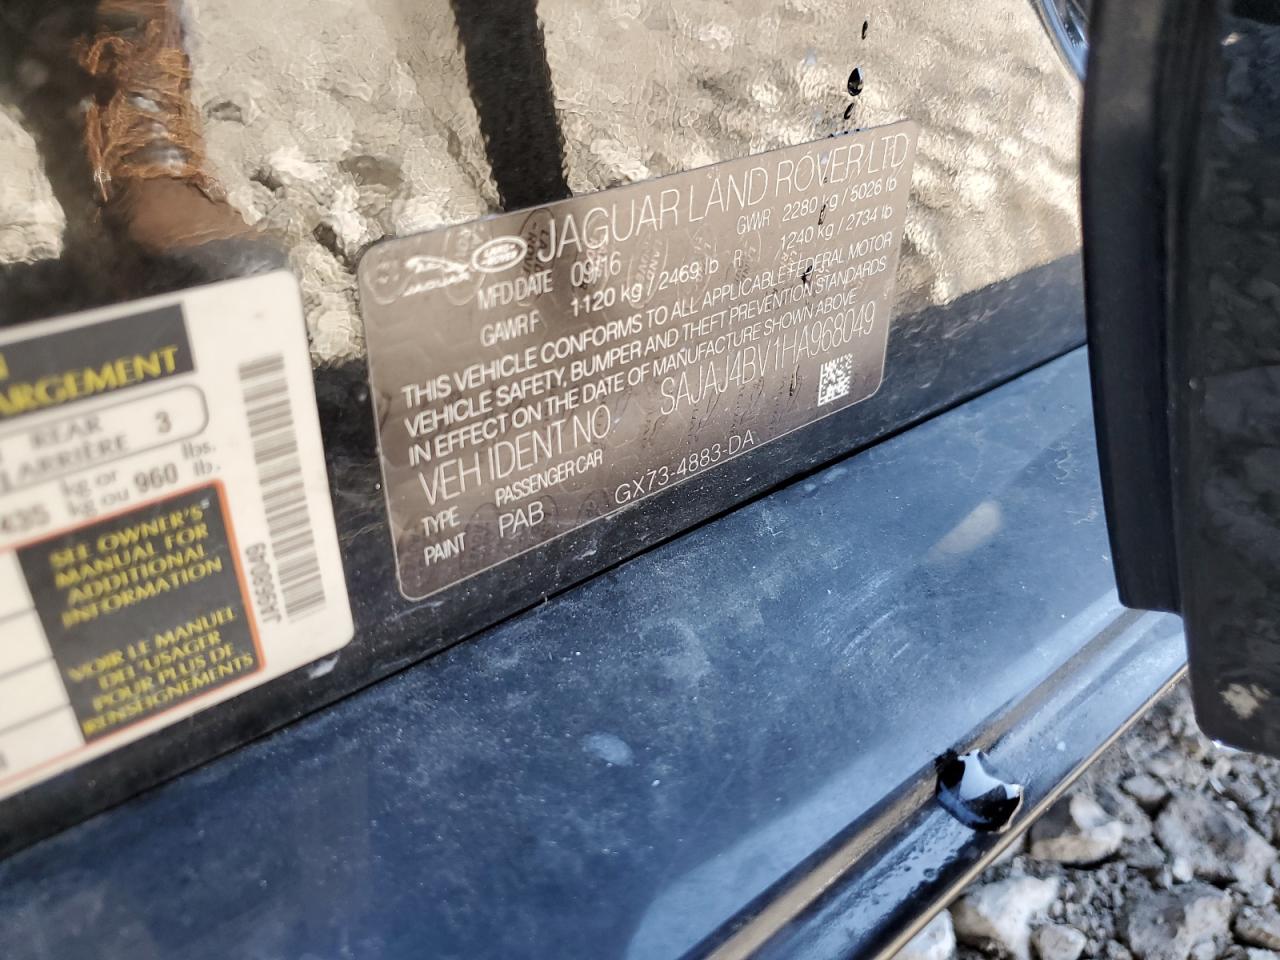 ARGEMENT
REAR
ARRIÈRE 3
kg or lbs.
435 kg ou 960 lb.
SEE OWNER'S
MANUAL FOR
ADDITIONAL
INFORMATION
VOIR LE MANUEL
DE L'USAGER
POUR PLUS DE
RENSEIGNEMENTS
JA968049
JAGUAR
LAND ROVER
JAGUAR LAND ROVER LTD
MFD DATE 09/16 GVWR 2280 kg / 5026 lb
GAWR F 1120 kg / 2469 lb R 1240 kg / 2734 lb
THIS VEHICLE CONFORMS TO ALL APPLICABLE FEDERAL MOTOR
VEHICLE SAFETY, BUMPER AND THEFT PREVENTION STANDARDS
IN EFFECT ON THE DATE OF MANUFACTURE SHOWN ABOVE
VEH IDENT NO. SAJAJ4BV1HA968049
TYPE PASSENGER CAR
PAINT PAB GX73-4883-DA